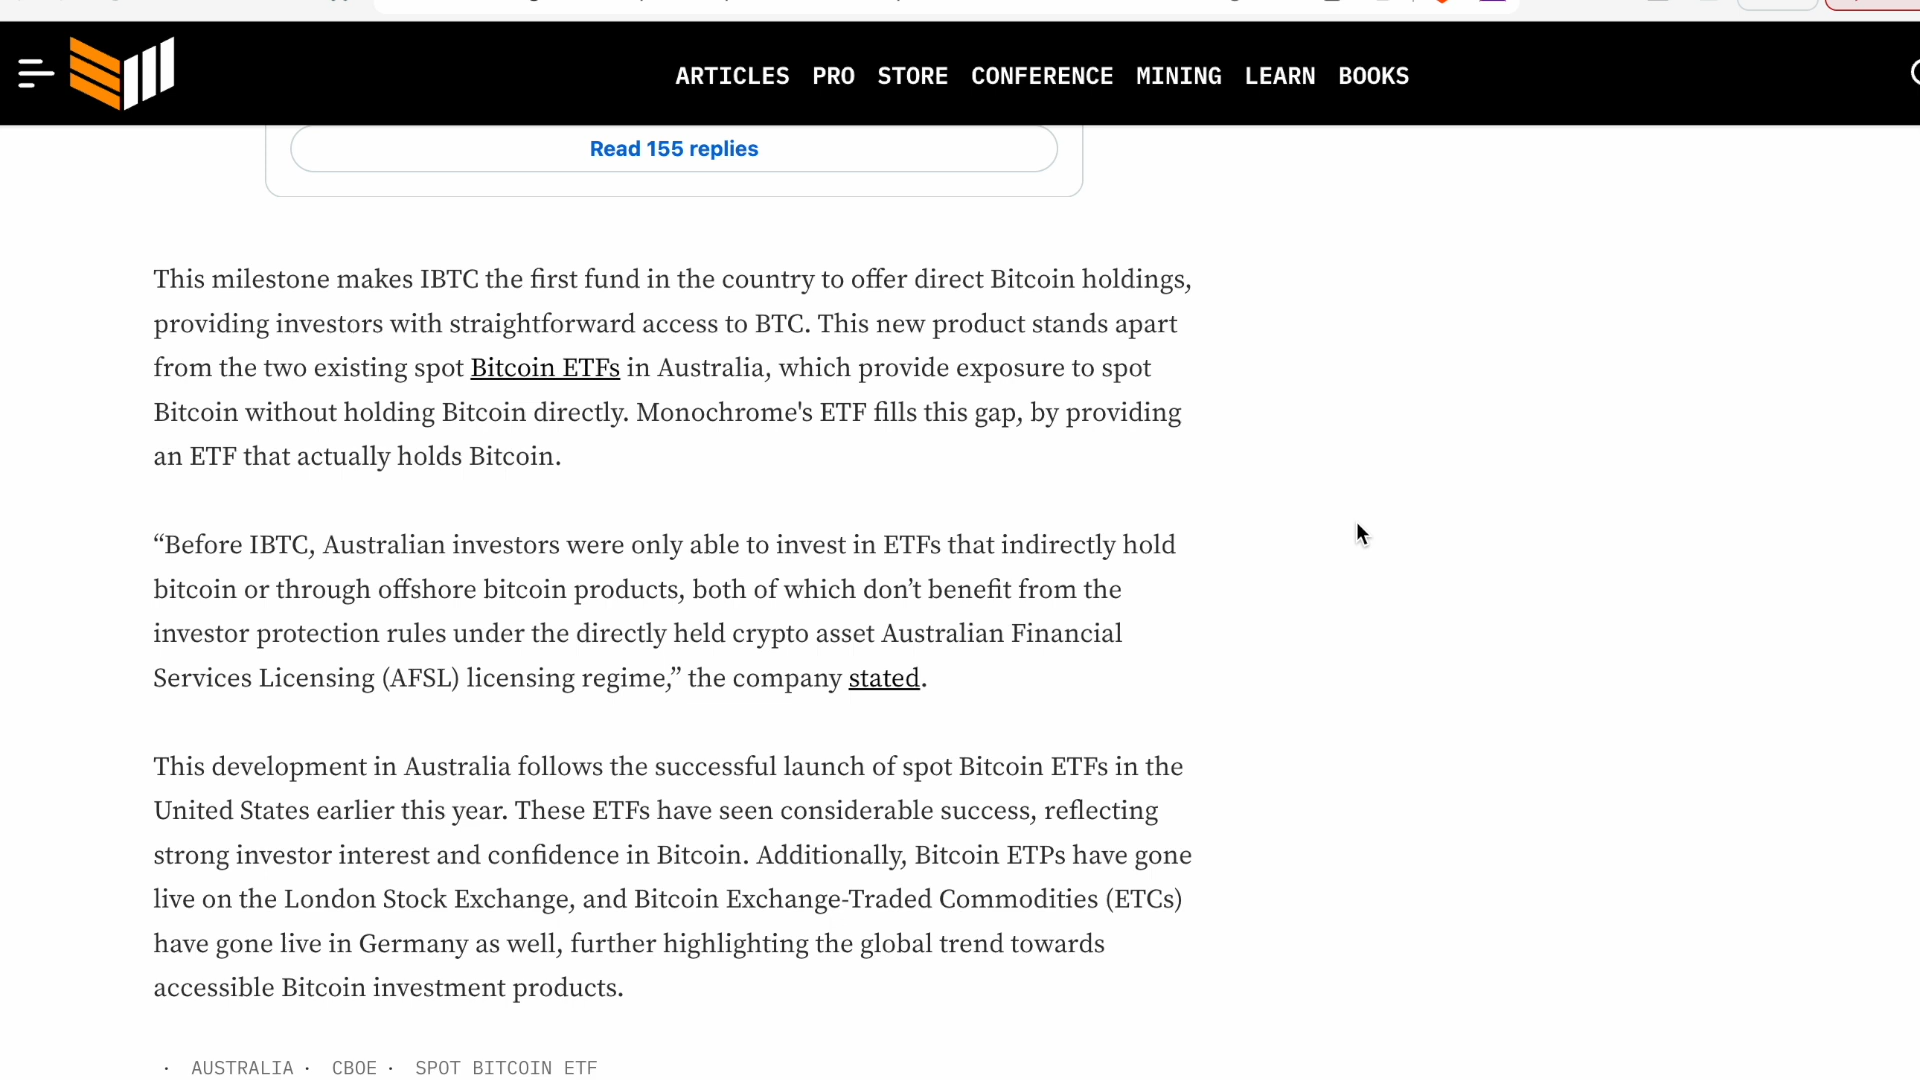 ARTICLES PRO STORE CONFERENCE MINING LEARN BOOKS
Read 155 replies
This milestone makes IBTC the first fund in the country to offer direct Bitcoin holdings,
providing investors with straightforward access to BTC. This new product stands apart
from the two existing spot Bitcoin ETFs in Australia, which provide exposure to spot
Bitcoin without holding Bitcoin directly. Monochrome's ETF fills this gap, by providing
an ETF that actually holds Bitcoin.
“Before IBTC, Australian investors were only able to invest in ETFs that indirectly hold
bitcoin or through offshore bitcoin products, both of which don’t benefit from the
investor protection rules under the directly held crypto asset Australian Financial
Services Licensing (AFSL) licensing regime,” the company stated.
This development in Australia follows the successful launch of spot Bitcoin ETFs in the
United States earlier this year. These ETFs have seen considerable success, reflecting
strong investor interest and confidence in Bitcoin. Additionally, Bitcoin ETPs have gone
live on the London Stock Exchange, and Bitcoin Exchange-Traded Commodities (ETCs)
have gone live in Germany as well, further highlighting the global trend towards
accessible Bitcoin investment products.
· AUSTRALIA · CBOE · SPOT BITCOIN ETF